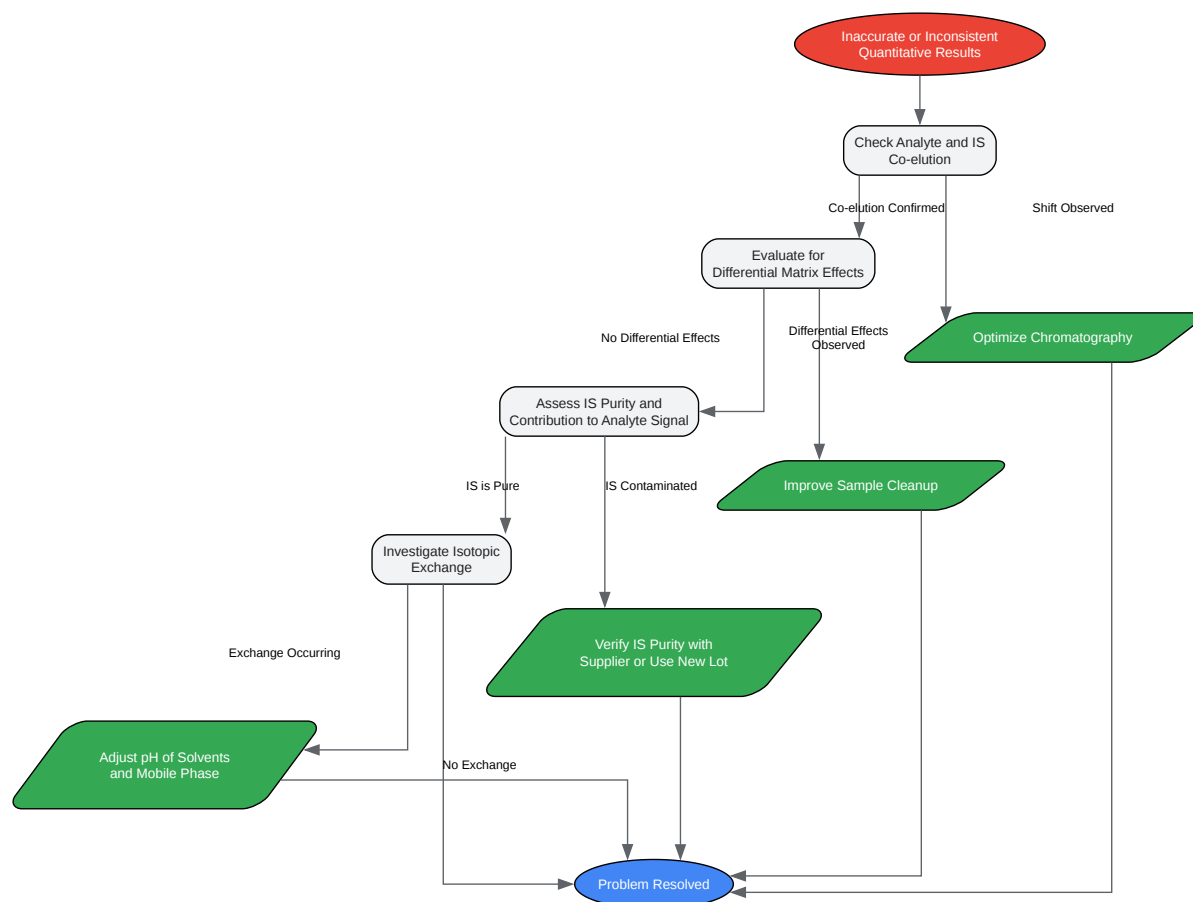 Inaccurate or Inconsistent
Quantitative Results
Check Analyte and IS
Co-elution
Co-elution Confirmed
Shift Observed
Evaluate for
Differential Matrix Effects
No Differential Effects
Differential Effects
Observed
Optimize Chromatography
Assess IS Purity and
Contribution to Analyte Signal
IS is Pure
IS Contaminated
Improve Sample Cleanup
Investigate Isotopic
Exchange
Exchange Occurring
Verify IS Purity with
Supplier or Use New Lot
Adjust pH of Solvents
and Mobile Phase
No Exchange
Problem Resolved